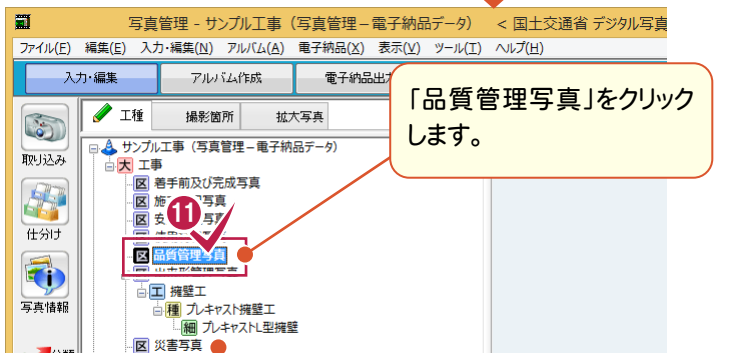 写真管理 - サンプル工事（写真管理－電子納品データ） < 国土交通省 デジタル写真
ファイル(F) 編集(E) 入力・編集(N) アルバム(A) 電子納品(X) 表示(V) ツール(T) ヘルプ(H)
入力・編集 アルバム作成 電子納品出力
「品質管理写真」をクリック
します。
工種 撮影箇所 拡大写真
取り込み
仕分け
写真情報
サンプル工事（写真管理－電子納品データ）
大 工事
区 着手前及び完成写真
区 施
区 安
11
区 品質管理写真
出来形管理写真
工 擁壁工
種 プレキャスト擁壁工
細 プレキャストL型擁壁
区 災害写真